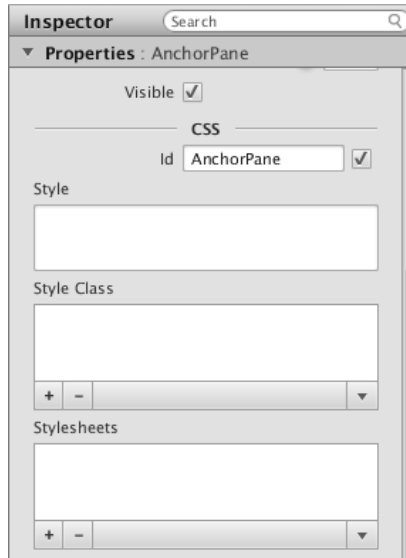 Inspector Search
Properties : AnchorPane
Visible
CSS
Id AnchorPane
Style
Style Class
+ −
Stylesheets
+ −